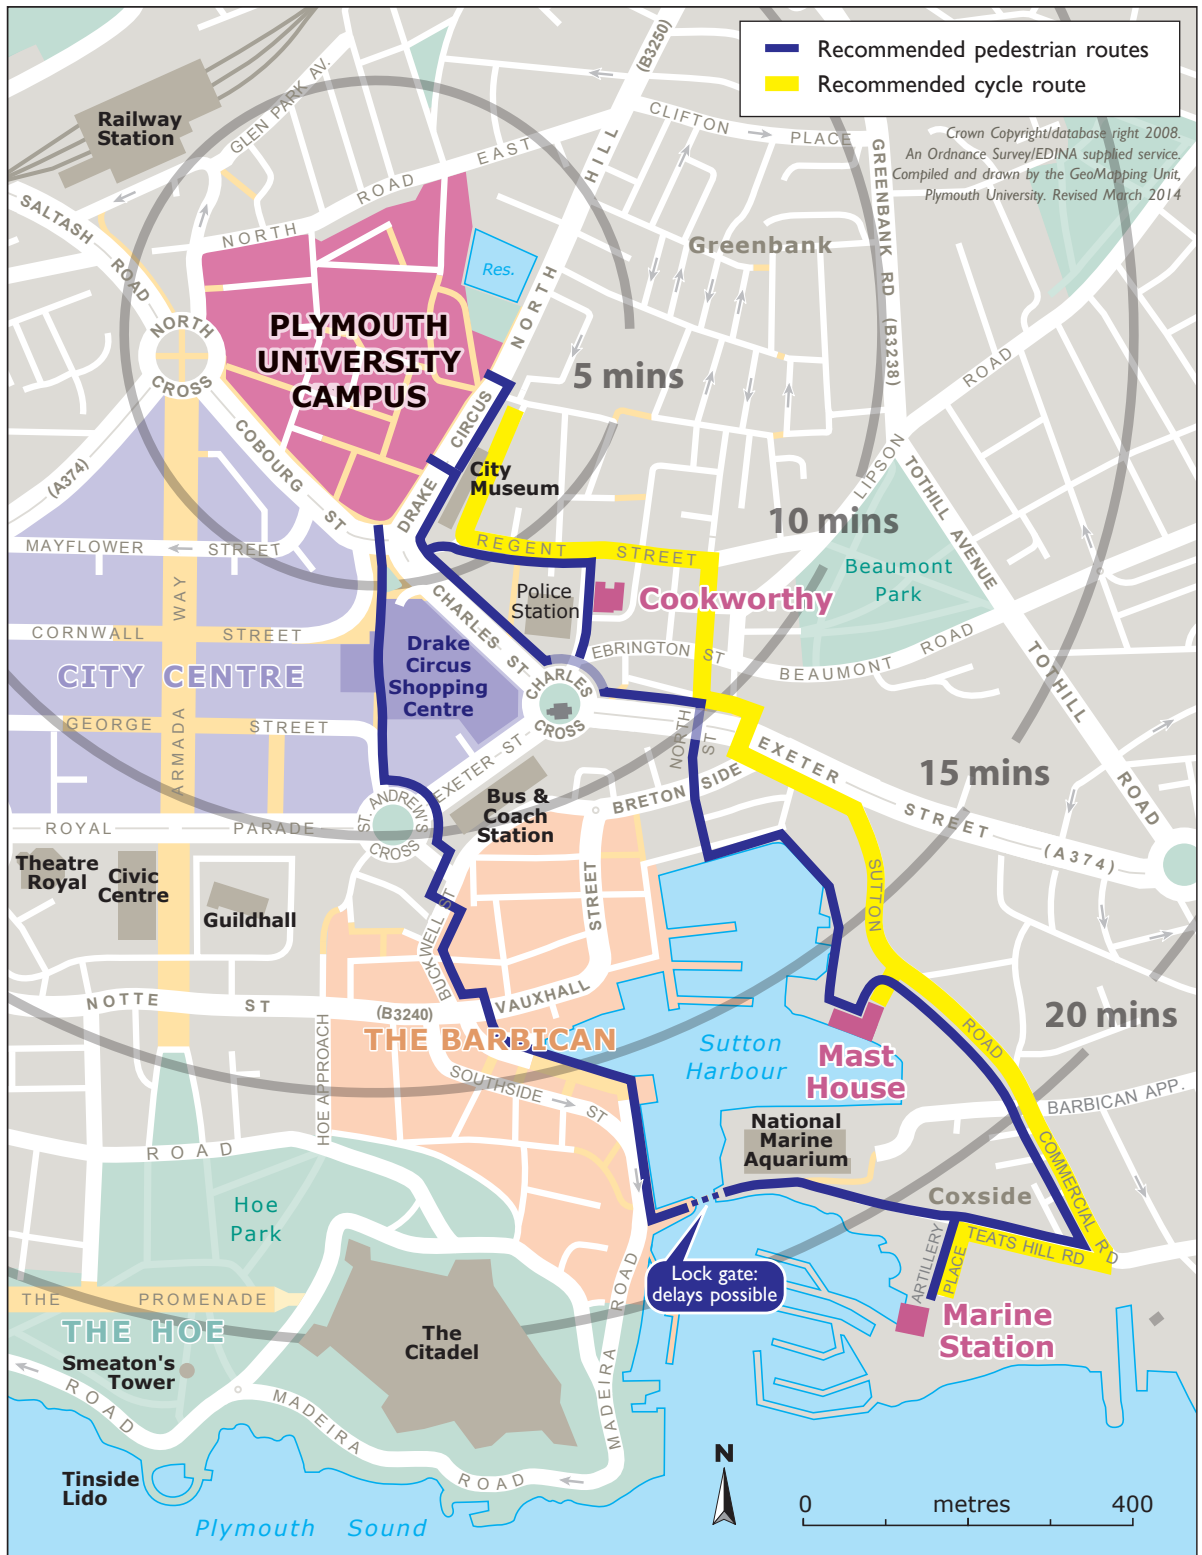 Recommended pedestrian routes
Recommended cycle route
Crown Copyright/database right 2008.
An Ordnance Survey/EDINA supplied service.
Compiled and drawn by the GeoMapping Unit,
Plymouth University. Revised March 2014
(B3250)
Railway
Station
GLEN PARK AV.
CLIFTON
PLACE
GREENBANK RD (B3238)
NORTH ROAD EAST
SALTASH ROAD
NORTH HILL
Greenbank
Res.
NORTH
CROSS
PLYMOUTH
UNIVERSITY
CAMPUS
5 mins
ROAD
COBOURG ST
DRAKE CIRCUS
City
Museum
LIPSON
TOTHILL AVENUE
(A374)
10 mins
MAYFLOWER STREET
REGENT STREET
Beaumont
Park
Police
Station
Cookworthy
ARMADA WAY
CORNWALL STREET
CHARLES ST
Drake
Circus
Shopping
Centre
EBRINGTON ST
BEAUMONT ROAD
CITY CENTRE
CHARLES
CROSS
TOTHILL ROAD
GEORGE STREET
NORTH ST
EXETER ST
EXETER STREET
(A374)
15 mins
BRETON SIDE
Bus &
Coach
Station
ST. ANDREW'S
CROSS
ROYAL PARADE
Theatre
Royal
Civic
Centre
Guildhall
STREET
SUTTON
BUCKWELL ST
NOTTE ST
(B3240)
VAUXHALL
THE BARBICAN
Sutton
Harbour
Mast
House
ROAD
20 mins
HOE APPROACH
SOUTHSIDE ST
BARBICAN APP.
National
Marine
Aquarium
COMMERCIAL RD
ROAD
Hoe
Park
Coxside
ARTILLERY
PLACE
TEATS HILL RD
Lock gate:
delays possible
THE PROMENADE
THE HOE
The
Citadel
Marine
Station
Smeaton's
Tower
MADEIRA ROAD
ROAD
MADEIRA
ROAD
Tinside
Lido
Plymouth Sound
N
0 metres 400